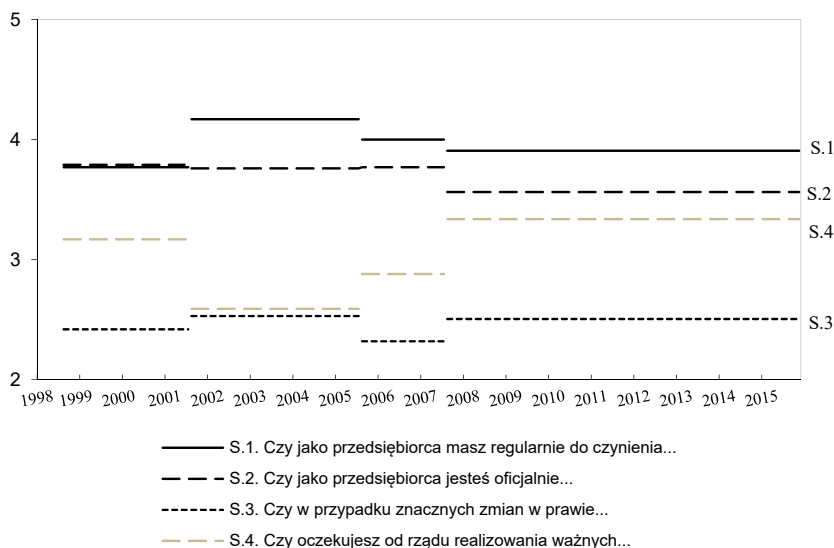 5
4
3
2
S.1
S.2
S.4
S.3
1998 1999 2000 2001 2002 2003 2004 2005 2006 2007 2008 2009 2010 2011 2012 2013 2014 2015
S.1. Czy jako przedsiębiorca masz regularnie do czynienia...
S.2. Czy jako przedsiębiorca jesteś oficjalnie...
S.3. Czy w przypadku znacznych zmian w prawie...
S.4. Czy oczekujesz od rządu realizowania ważnych...